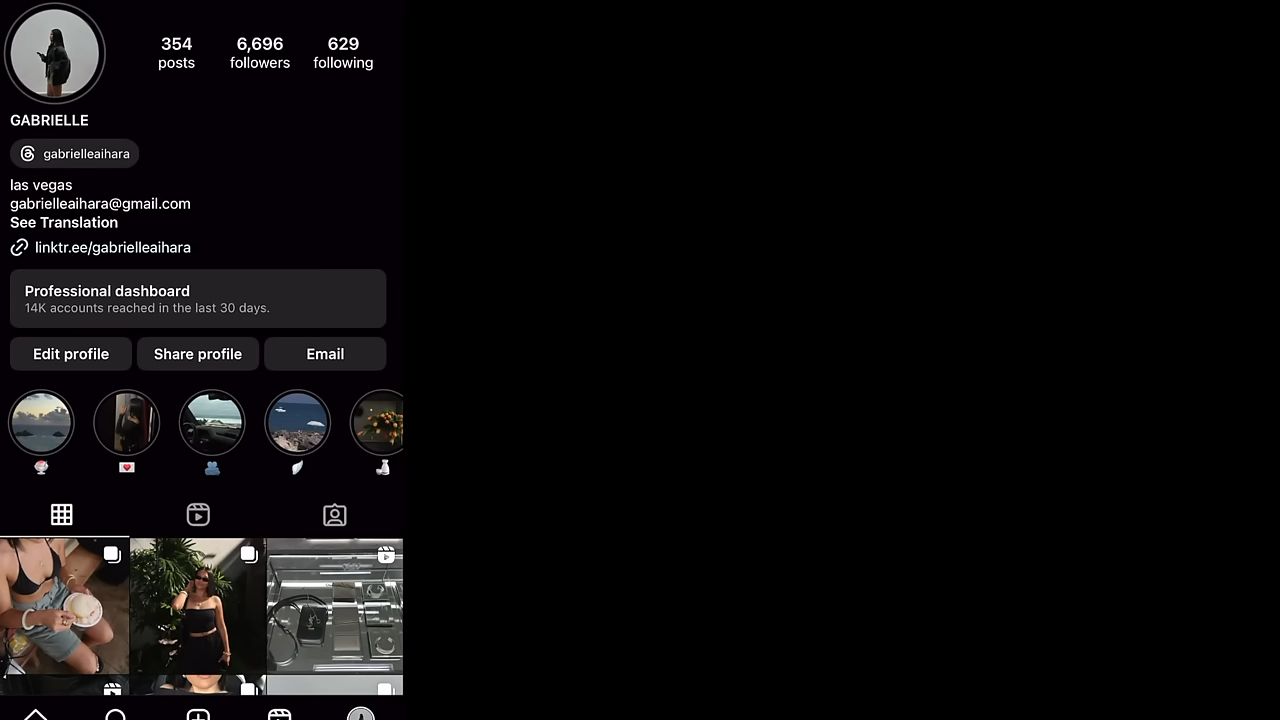 354 6,696 629
posts followers following
GABRIELLE
gabrielleaihara
las vegas
gabrielleaihara@gmail.com
See Translation
linktr.ee/gabrielleaihara
Professional dashboard
14K accounts reached in the last 30 days.
Edit profile Share profile Email